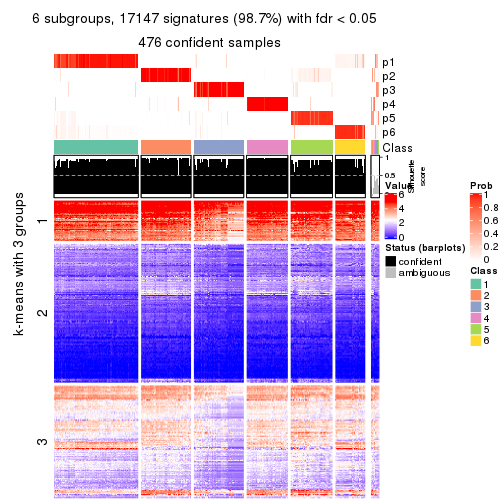 6 subgroups, 17147 signatures (98.7%) with fdr < 0.05
476 confident samples
p1
p2
p3
p4
p5
p6
Class
1
0.5
0
Silhouette
score
k-means with 3 groups
1
2
3
Value
6
4
2
0
Status (barplots)
confident
ambiguous
Prob
1
0.8
0.6
0.4
0.2
0
Class
1
2
3
4
5
6